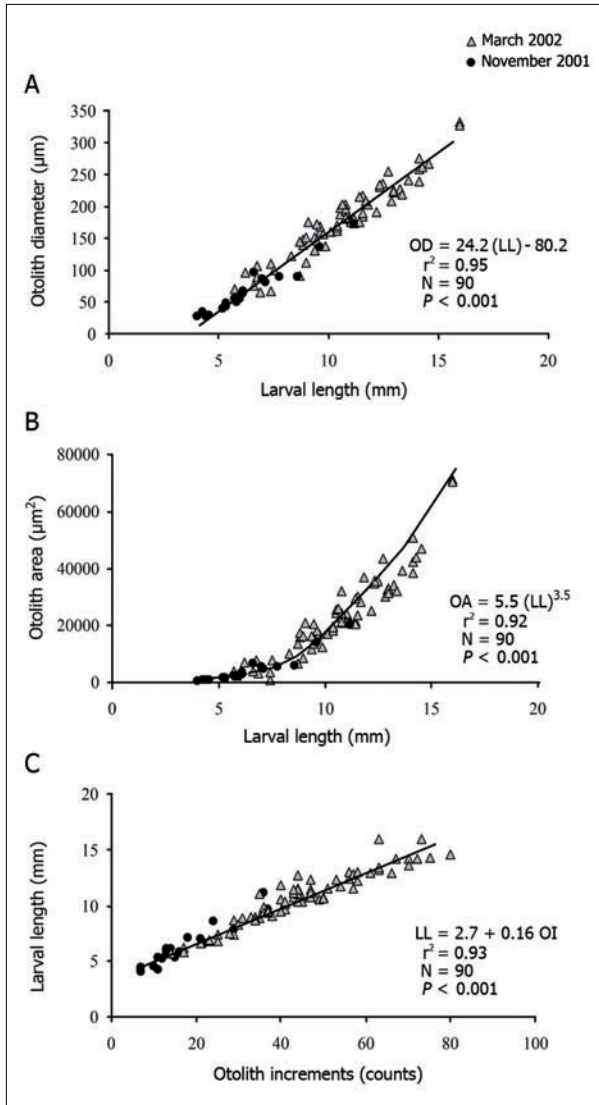 March 2002
November 2001
A
350
300
250
200
150
100
50
0
Otolith diameter (µm)
OD = 24.2 (LL) - 80.2
r² = 0.95
N = 90
P < 0.001
0
5
10
15
20
Larval length (mm)
B
80000
60000
40000
20000
0
Otolith area (µm²)
OA = 5.5 (LL)³·⁵
r² = 0.92
N = 90
P < 0.001
0
5
10
15
20
Larval length (mm)
C
20
15
10
5
0
Larval length (mm)
LL = 2.7 + 0.16 OI
r² = 0.93
N = 90
P < 0.001
0
20
40
60
80
100
Otolith increments (counts)